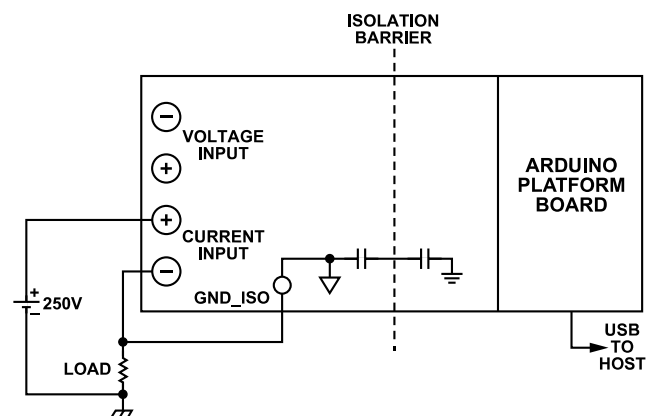 ISOLATION
BARRIER
−
VOLTAGE
INPUT
+
ARDUINO
PLATFORM
BOARD
+
CURRENT
INPUT
−
GND_ISO
+
250V
−
USB
TO
HOST
LOAD